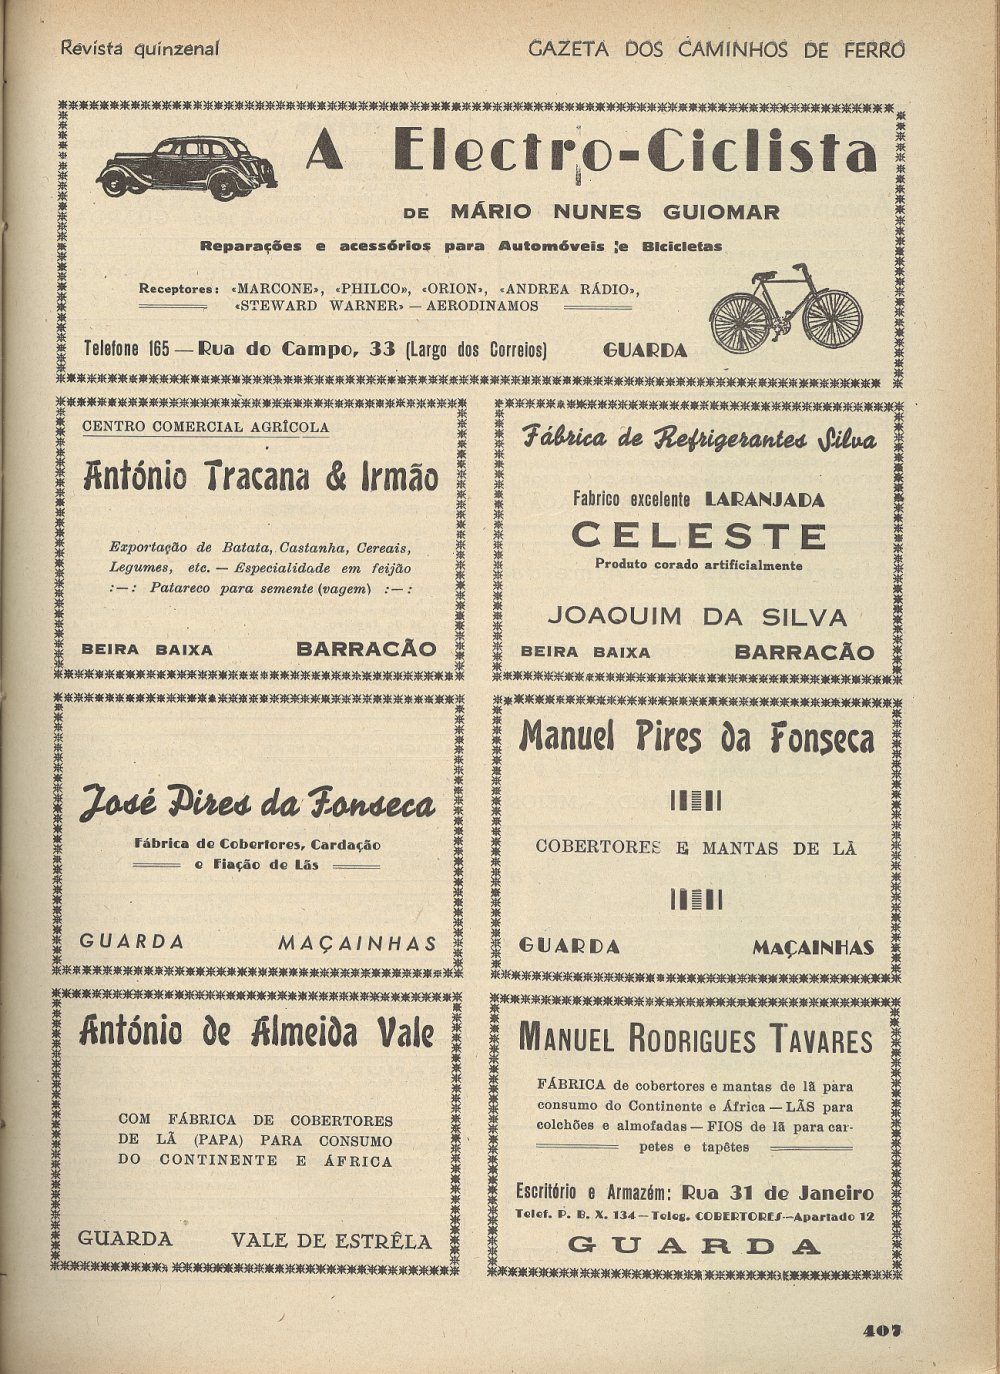 Revista quinzenal
GAZETA DOS CAMINHOS DE FERRO
A Electro-Ciclista
DE MÁRIO NUNES GUIOMAR
Reparações e acessórios para Automóveis e Bicicletas
Receptores: «MARCONE», «PHILCO», «ORION», «ANDREA RÁDIO»,
«STEWARD WARNER» — AERODINAMOS
Telefone 165 — Rua do Campo, 33 (Largo dos Correios) GUARDA
CENTRO COMERCIAL AGRÍCOLA
António Tracana & Irmão
Exportação de Batata, Castanha, Cereais,
Legumes, etc. — Especialidade em feijão
:—: Patareco para semente (vagem) :—:
BEIRA BAIXA BARRACÃO
Fábrica de Refrigerantes Silva
Fabrico excelente LARANJADA
CELESTE
Produto corado artificialmente
JOAQUIM DA SILVA
BEIRA BAIXA BARRACÃO
José Pires da Fonseca
Fábrica de Cobertores, Cardação
e Fiação de Lãs
GUARDA MAÇAINHAS
Manuel Pires da Fonseca
COBERTORES E MANTAS DE LÃ
GUARDA MAÇAINHAS
António de Almeida Vale
COM FÁBRICA DE COBERTORES
DE LÃ (PAPA) PARA CONSUMO
DO CONTINENTE E ÁFRICA
GUARDA VALE DE ESTRÊLA
MANUEL RODRIGUES TAVARES
FÁBRICA de cobertores e mantas de lã para
consumo do Continente e África — LÃS para
colchões e almofadas — FIOS de lã para car-
petes e tapêtes
Escritório e Armazém: Rua 31 de Janeiro
Telef. P. B. X. 134 — Teleg. COBERTORES — Apartado 12
GUARDA
407